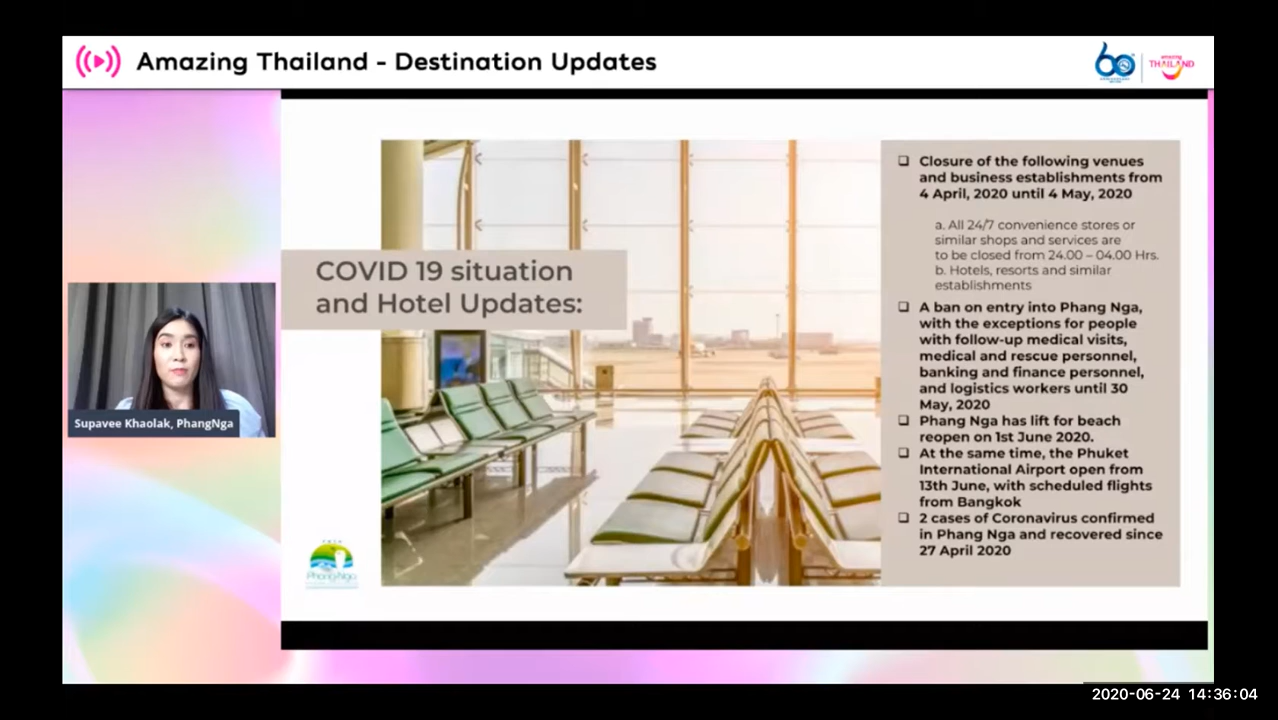 Amazing Thailand - Destination Updates
60
amazing
THAILAND
COVID 19 situation
and Hotel Updates:
❑ Closure of the following venues
and business establishments from
4 April, 2020 until 4 May, 2020
a. All 24/7 convenience stores or
similar shops and services are
to be closed from 24.00 – 04.00 Hrs.
b. Hotels, resorts and similar
establishments
❑ A ban on entry into Phang Nga,
with the exceptions for people
with follow-up medical visits,
medical and rescue personnel,
banking and finance personnel,
and logistics workers until 30
May, 2020
❑ Phang Nga has lift for beach
reopen on 1st June 2020.
❑ At the same time, the Phuket
International Airport open from
13th June, with scheduled flights
from Bangkok
❑ 2 cases of Coronavirus confirmed
in Phang Nga and recovered since
27 April 2020
Supavee Khaolak, PhangNga
Phang-Nga
2020-06-24 14:36:04